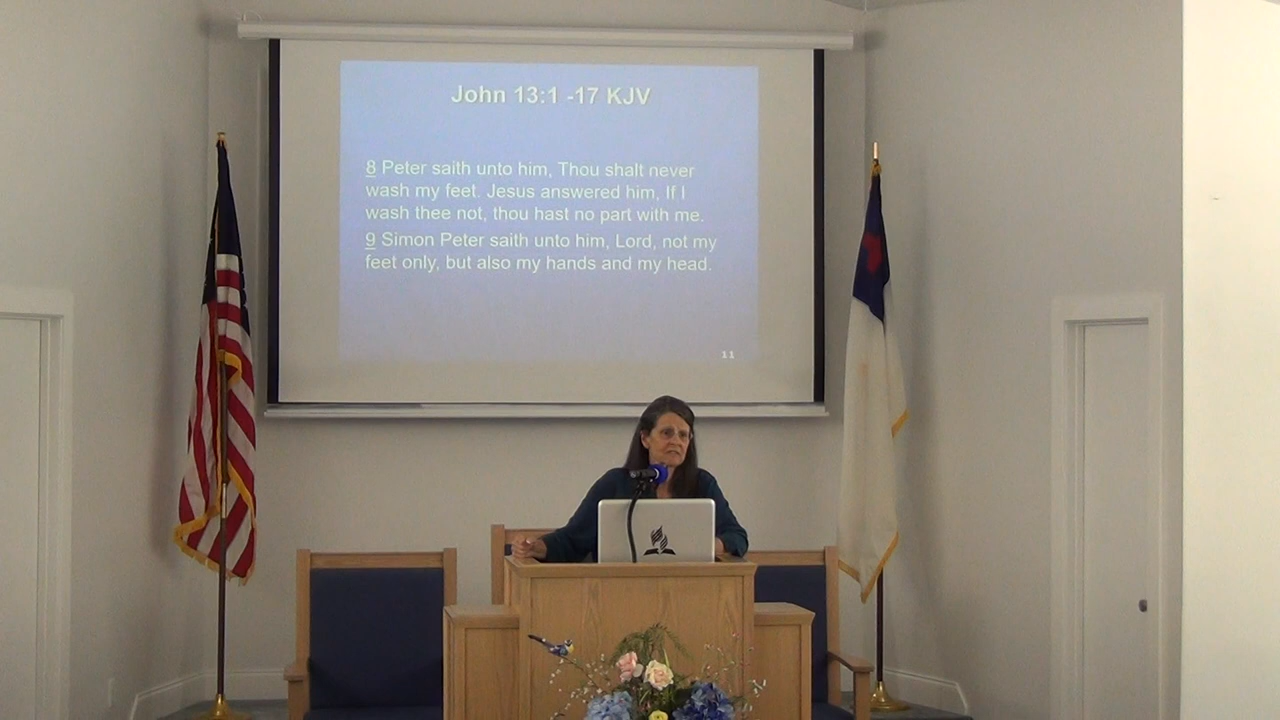 John 13:1 -17 KJV
8 Peter saith unto him, Thou shalt never
wash my feet. Jesus answered him, If I
wash thee not, thou hast no part with me.
9 Simon Peter saith unto him, Lord, not my
feet only, but also my hands and my head.
11